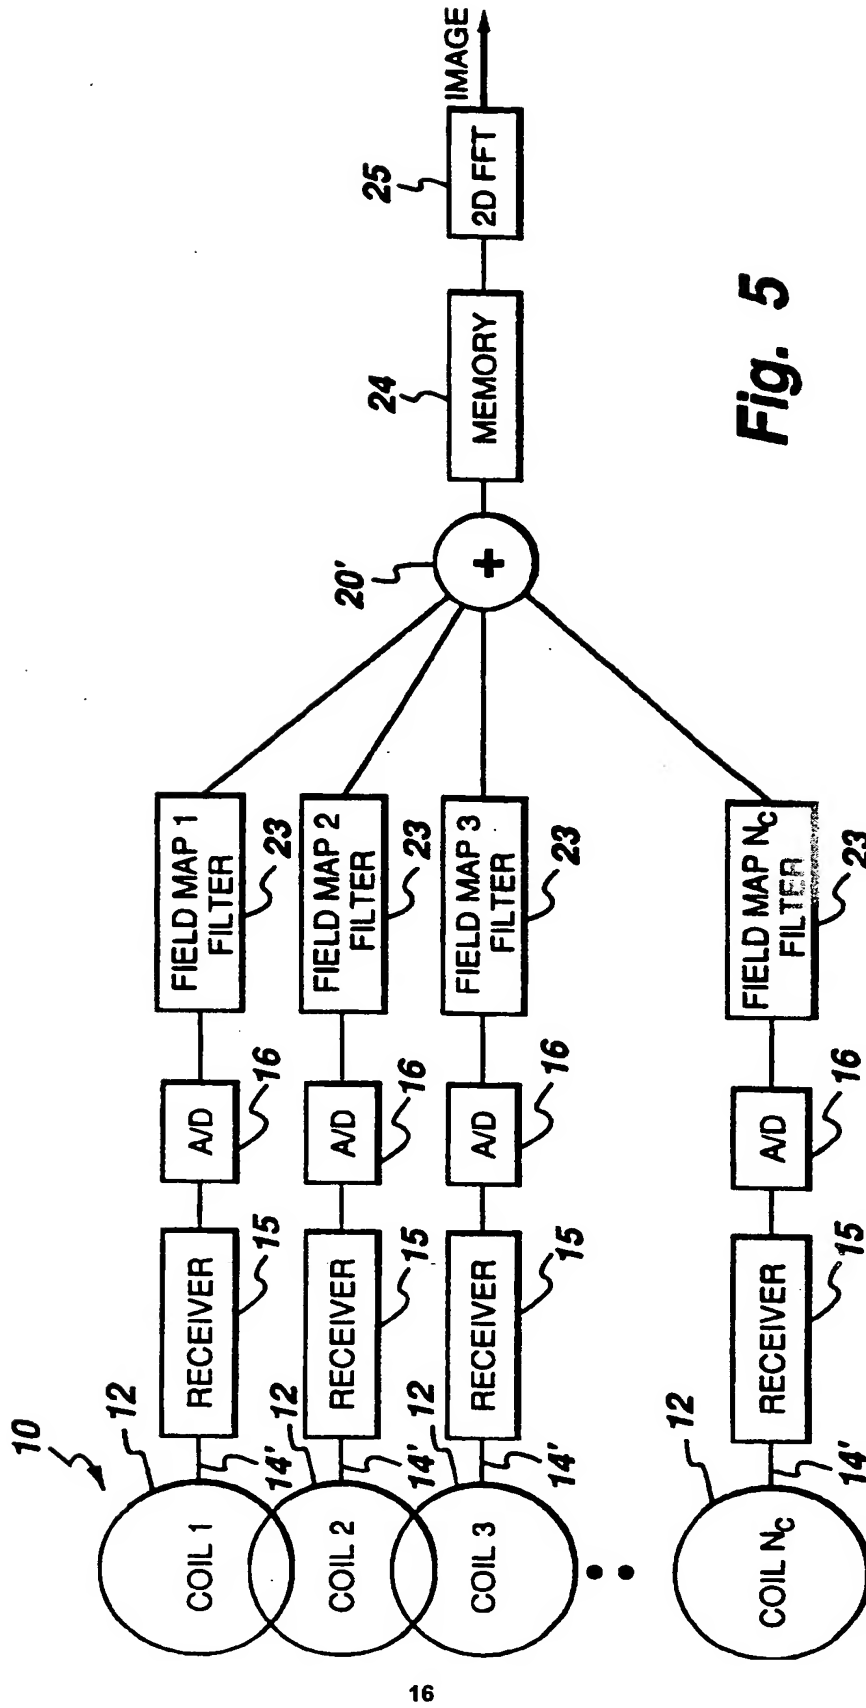 10
12
COIL 1
14'
RECEIVER
15
A/D
16
FIELD MAP 1
FILTER
23
12
COIL 2
14'
RECEIVER
15
A/D
16
FIELD MAP 2
FILTER
23
12
COIL 3
14'
RECEIVER
15
A/D
16
FIELD MAP 3
FILTER
23
12
COIL NC
14'
RECEIVER
15
A/D
16
FIELD MAP NC
FILTER
23
20'
+
24
MEMORY
25
2D FFT
IMAGE
Fig. 5
16